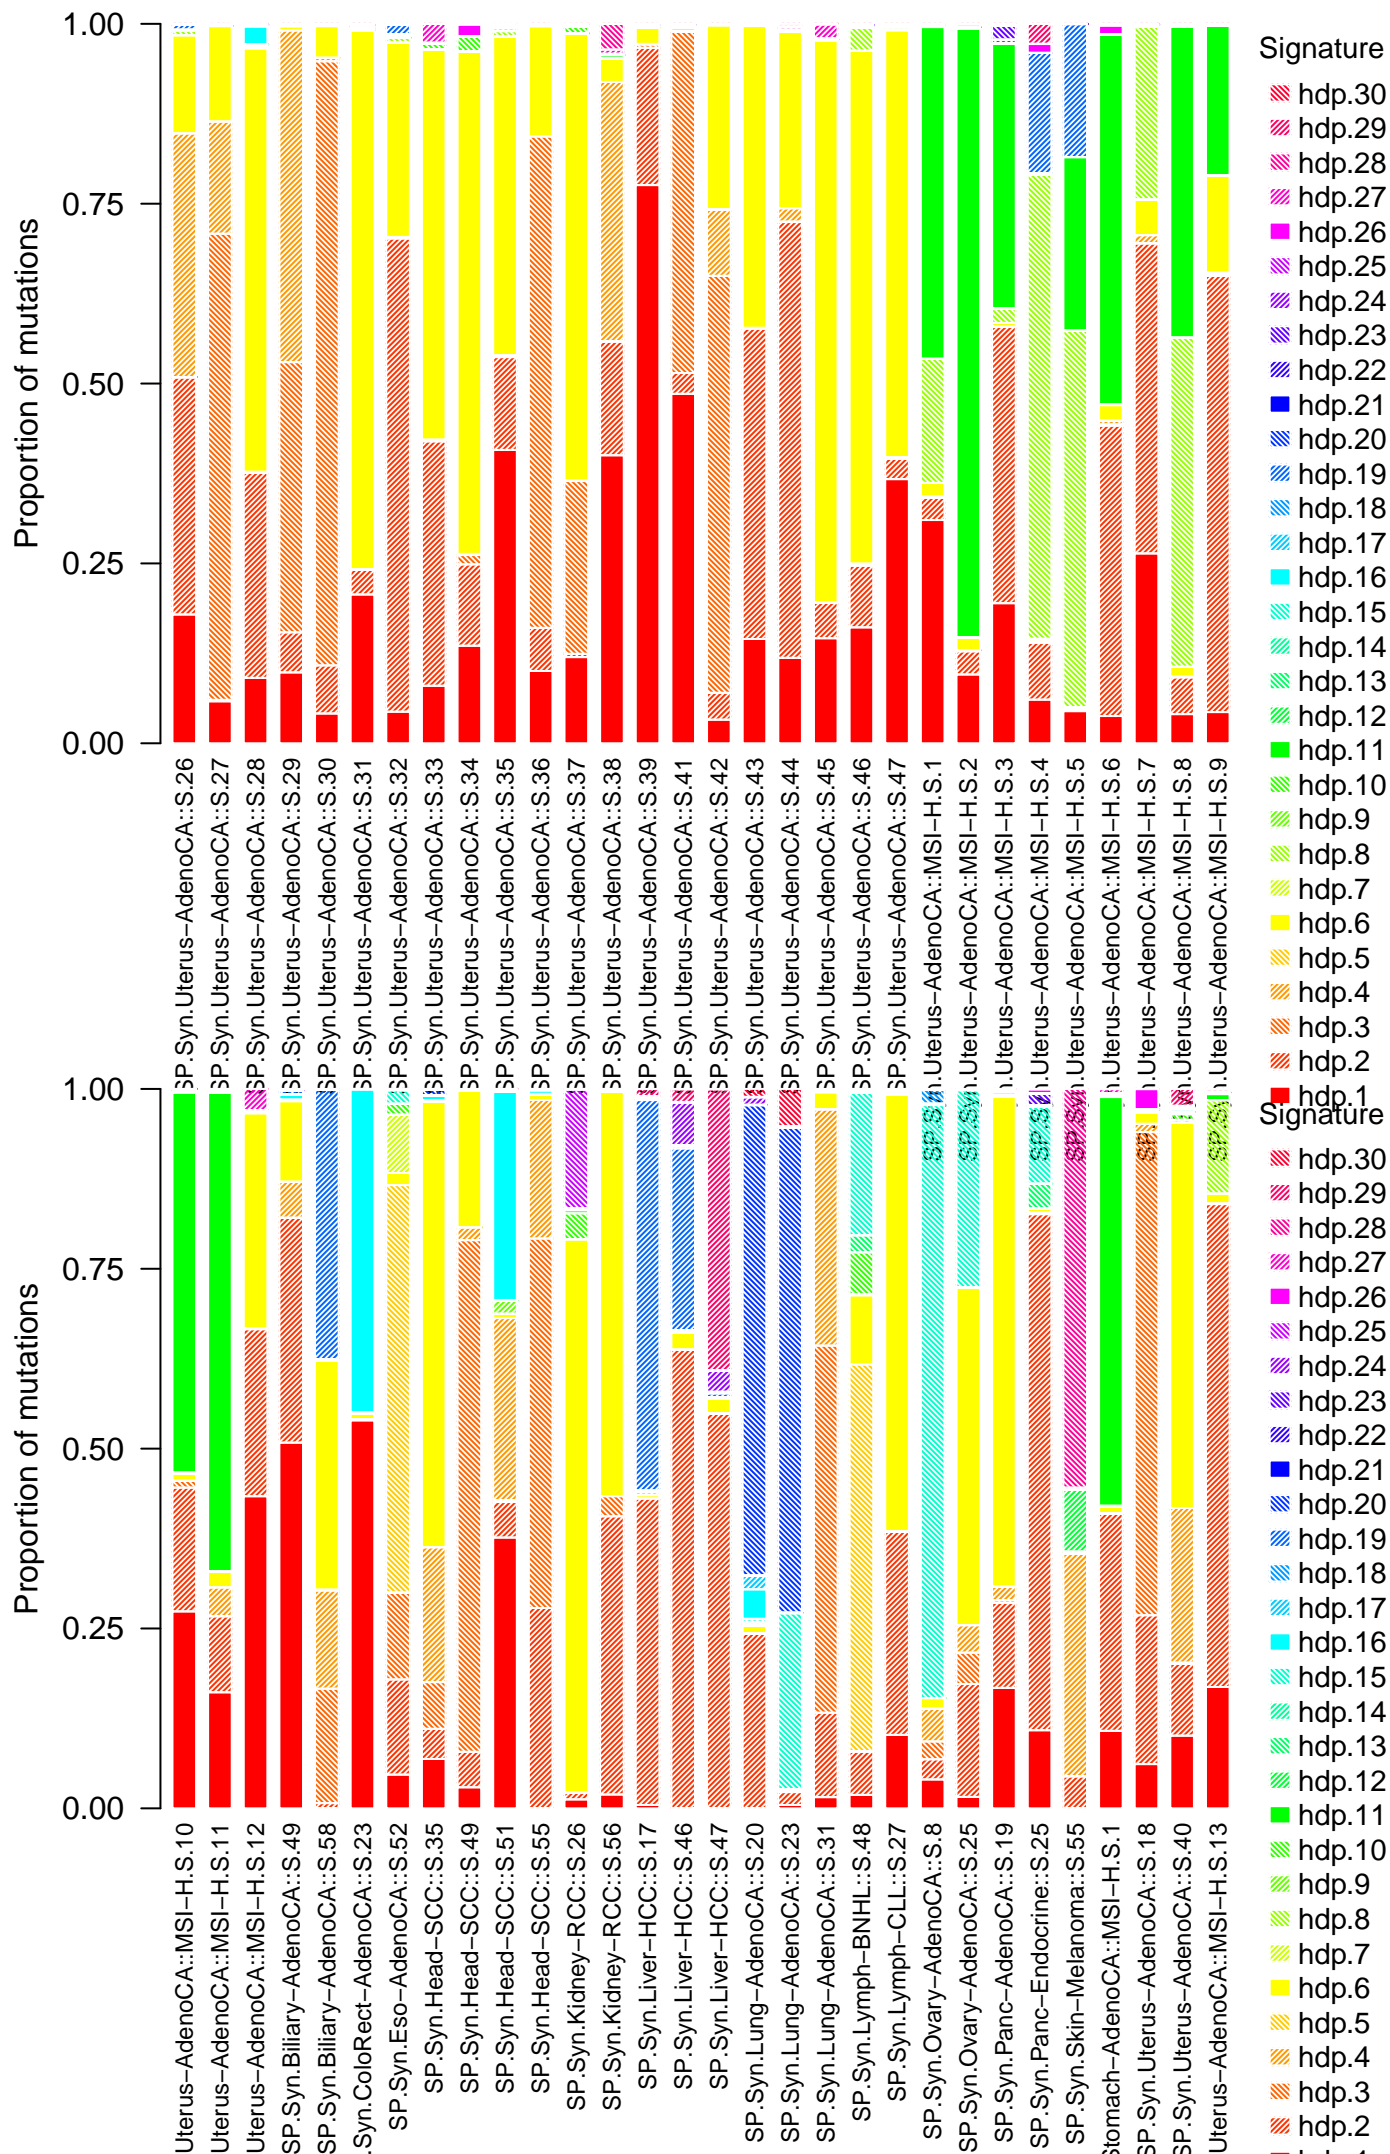 Proportion of mutations
1.00
0.75
0.50
0.25
0.00
SP.Syn.Uterus−AdenoCA::S.26
SP.Syn.Uterus−AdenoCA::S.27
SP.Syn.Uterus−AdenoCA::S.28
SP.Syn.Uterus−AdenoCA::S.29
SP.Syn.Uterus−AdenoCA::S.30
SP.Syn.Uterus−AdenoCA::S.31
SP.Syn.Uterus−AdenoCA::S.32
SP.Syn.Uterus−AdenoCA::S.33
SP.Syn.Uterus−AdenoCA::S.34
SP.Syn.Uterus−AdenoCA::S.35
SP.Syn.Uterus−AdenoCA::S.36
SP.Syn.Uterus−AdenoCA::S.37
SP.Syn.Uterus−AdenoCA::S.38
SP.Syn.Uterus−AdenoCA::S.39
SP.Syn.Uterus−AdenoCA::S.41
SP.Syn.Uterus−AdenoCA::S.42
SP.Syn.Uterus−AdenoCA::S.43
SP.Syn.Uterus−AdenoCA::S.44
SP.Syn.Uterus−AdenoCA::S.45
SP.Syn.Uterus−AdenoCA::S.46
SP.Syn.Uterus−AdenoCA::S.47
SP.Syn.Uterus−AdenoCA::MSI−H.S.1
SP.Syn.Uterus−AdenoCA::MSI−H.S.2
SP.Syn.Uterus−AdenoCA::MSI−H.S.3
SP.Syn.Uterus−AdenoCA::MSI−H.S.4
SP.Syn.Uterus−AdenoCA::MSI−H.S.5
Uterus−AdenoCA::MSI−H.S.6
SP.Syn.Uterus−AdenoCA::MSI−H.S.7
SP.Syn.Uterus−AdenoCA::MSI−H.S.8
SP.Syn.Uterus−AdenoCA::MSI−H.S.9
Signature
hdp.30
hdp.29
hdp.28
hdp.27
hdp.26
hdp.25
hdp.24
hdp.23
hdp.22
hdp.21
hdp.20
hdp.19
hdp.18
hdp.17
hdp.16
hdp.15
hdp.14
hdp.13
hdp.12
hdp.11
hdp.10
hdp.9
hdp.8
hdp.7
hdp.6
hdp.5
hdp.4
hdp.3
hdp.2
hdp.1
Proportion of mutations
1.00
0.75
0.50
0.25
0.00
Uterus−AdenoCA::MSI−H.S.10
Uterus−AdenoCA::MSI−H.S.11
Uterus−AdenoCA::MSI−H.S.12
SP.Syn.Biliary−AdenoCA::S.49
SP.Syn.Biliary−AdenoCA::S.58
.Syn.ColoRect−AdenoCA::S.23
SP.Syn.Eso−AdenoCA::S.52
SP.Syn.Head−SCC::S.35
SP.Syn.Head−SCC::S.49
SP.Syn.Head−SCC::S.51
SP.Syn.Head−SCC::S.55
SP.Syn.Kidney−RCC::S.26
SP.Syn.Kidney−RCC::S.56
SP.Syn.Liver−HCC::S.17
SP.Syn.Liver−HCC::S.46
SP.Syn.Liver−HCC::S.47
SP.Syn.Lung−AdenoCA::S.20
SP.Syn.Lung−AdenoCA::S.23
SP.Syn.Lung−AdenoCA::S.31
SP.Syn.Lymph−BNHL::S.48
SP.Syn.Lymph−CLL::S.27
SP.Syn.Ovary−AdenoCA::S.8
SP.Syn.Ovary−AdenoCA::S.25
SP.Syn.Panc−AdenoCA::S.19
SP.Syn.Panc−Endocrine::S.25
SP.Syn.Skin−Melanoma::S.55
Stomach−AdenoCA::MSI−H.S.1
SP.Syn.Uterus−AdenoCA::S.18
SP.Syn.Uterus−AdenoCA::S.40
Uterus−AdenoCA::MSI−H.S.13
Signature
hdp.30
hdp.29
hdp.28
hdp.27
hdp.26
hdp.25
hdp.24
hdp.23
hdp.22
hdp.21
hdp.20
hdp.19
hdp.18
hdp.17
hdp.16
hdp.15
hdp.14
hdp.13
hdp.12
hdp.11
hdp.10
hdp.9
hdp.8
hdp.7
hdp.6
hdp.5
hdp.4
hdp.3
hdp.2